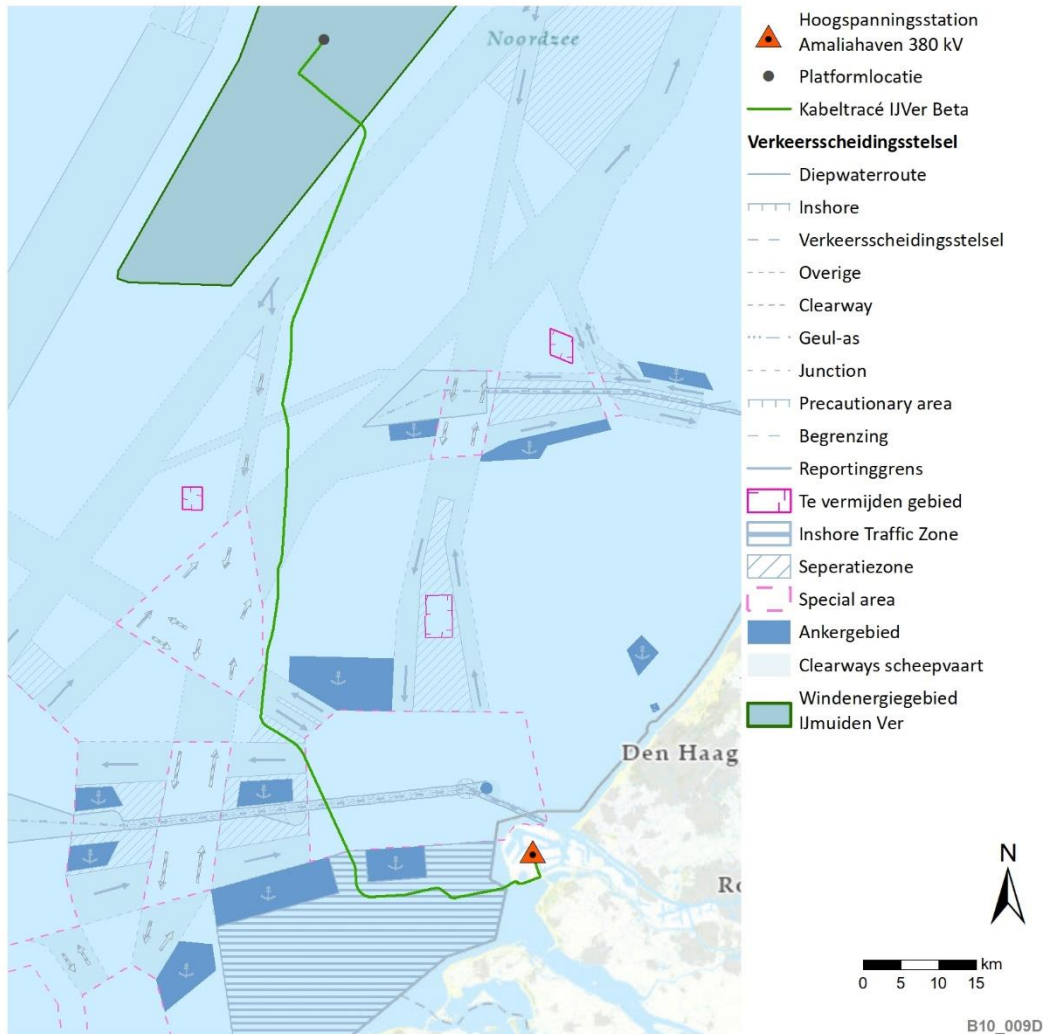 Noordzee
Den Haag
Ro
Hoogspanningsstation
Amaliahaven 380 kV
Platformlocatie
Kabeltracé IJVer Beta
Verkeersscheidingsstelsel
Diepwaterroute
Inshore
Verkeersscheidingsstelsel
Overige
Clearway
Geul-as
Junction
Precautionary area
Begrenzing
Reportinggrens
Te vermijden gebied
Inshore Traffic Zone
Seperatiezone
Special area
Ankergebied
Clearways scheepvaart
Windenergiegebied
IJmuiden Ver
N
km
0 5 10 15
B10_009D